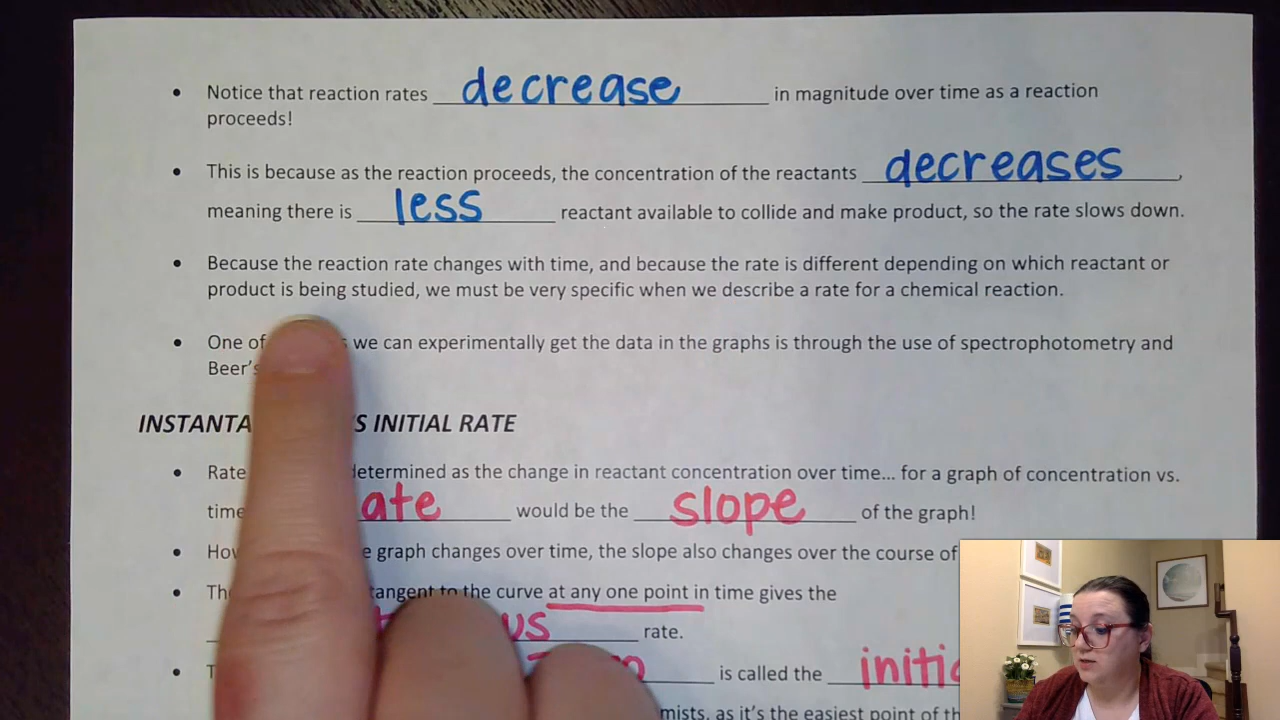 • Notice that reaction rates decrease in magnitude over time as a reaction
proceeds!
• This is because as the reaction proceeds, the concentration of the reactants decreases,
meaning there is less reactant available to collide and make product, so the rate slows down.
• Because the reaction rate changes with time, and because the rate is different depending on which reactant or
product is being studied, we must be very specific when we describe a rate for a chemical reaction.
• One of we can experimentally get the data in the graphs is through the use of spectrophotometry and
Beer's
INITIAL RATE
• Rate determined as the change in reactant concentration over time... for a graph of concentration vs.
time would be the slope of the graph!
• graph changes over time, the slope also changes over the course of
• tangent to the curve at any one point in time gives the
rate.
• is called the
as it's the easiest point of